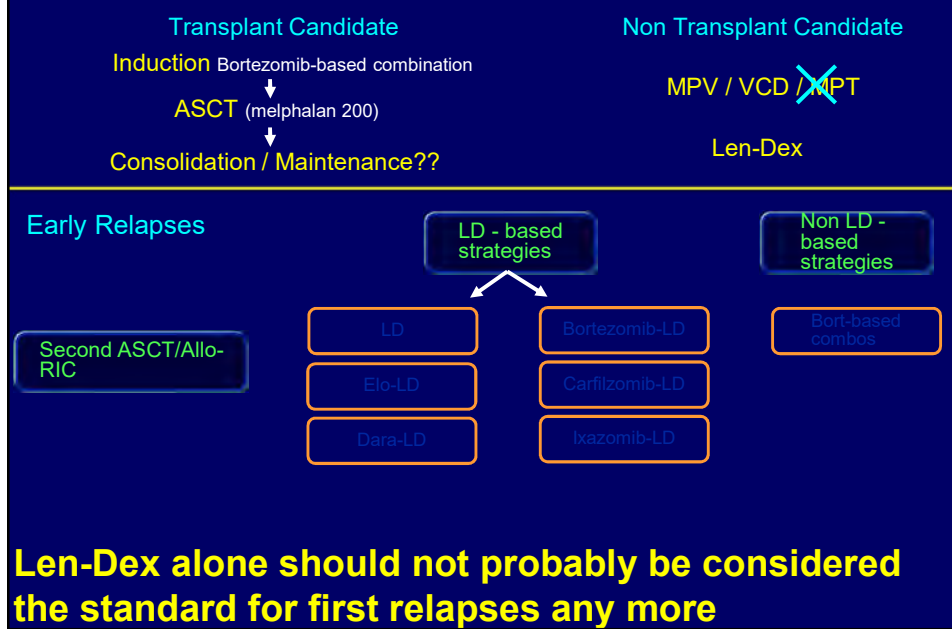 Transplant Candidate
Induction Bortezomib-based combination
ASCT (melphalan 200)
Consolidation / Maintenance??
Non Transplant Candidate
MPV / VCD / MPT
Len-Dex
Early Relapses
LD - based
strategies
Non LD -
based
strategies
Second ASCT/Allo-
RIC
LD
Elo-LD
Dara-LD
Bortezomib-LD
Carfilzomib-LD
Ixazomib-LD
Bort-based
combos
Len-Dex alone should not probably be considered
the standard for first relapses any more